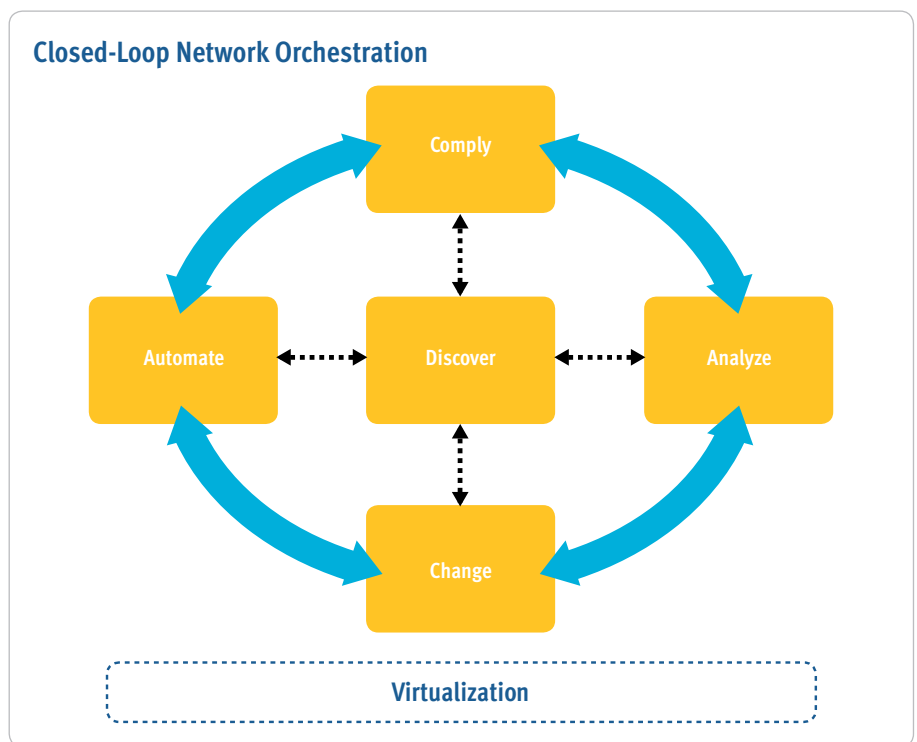 Closed-Loop Network Orchestration
Comply
Automate
Discover
Analyze
Change
Virtualization